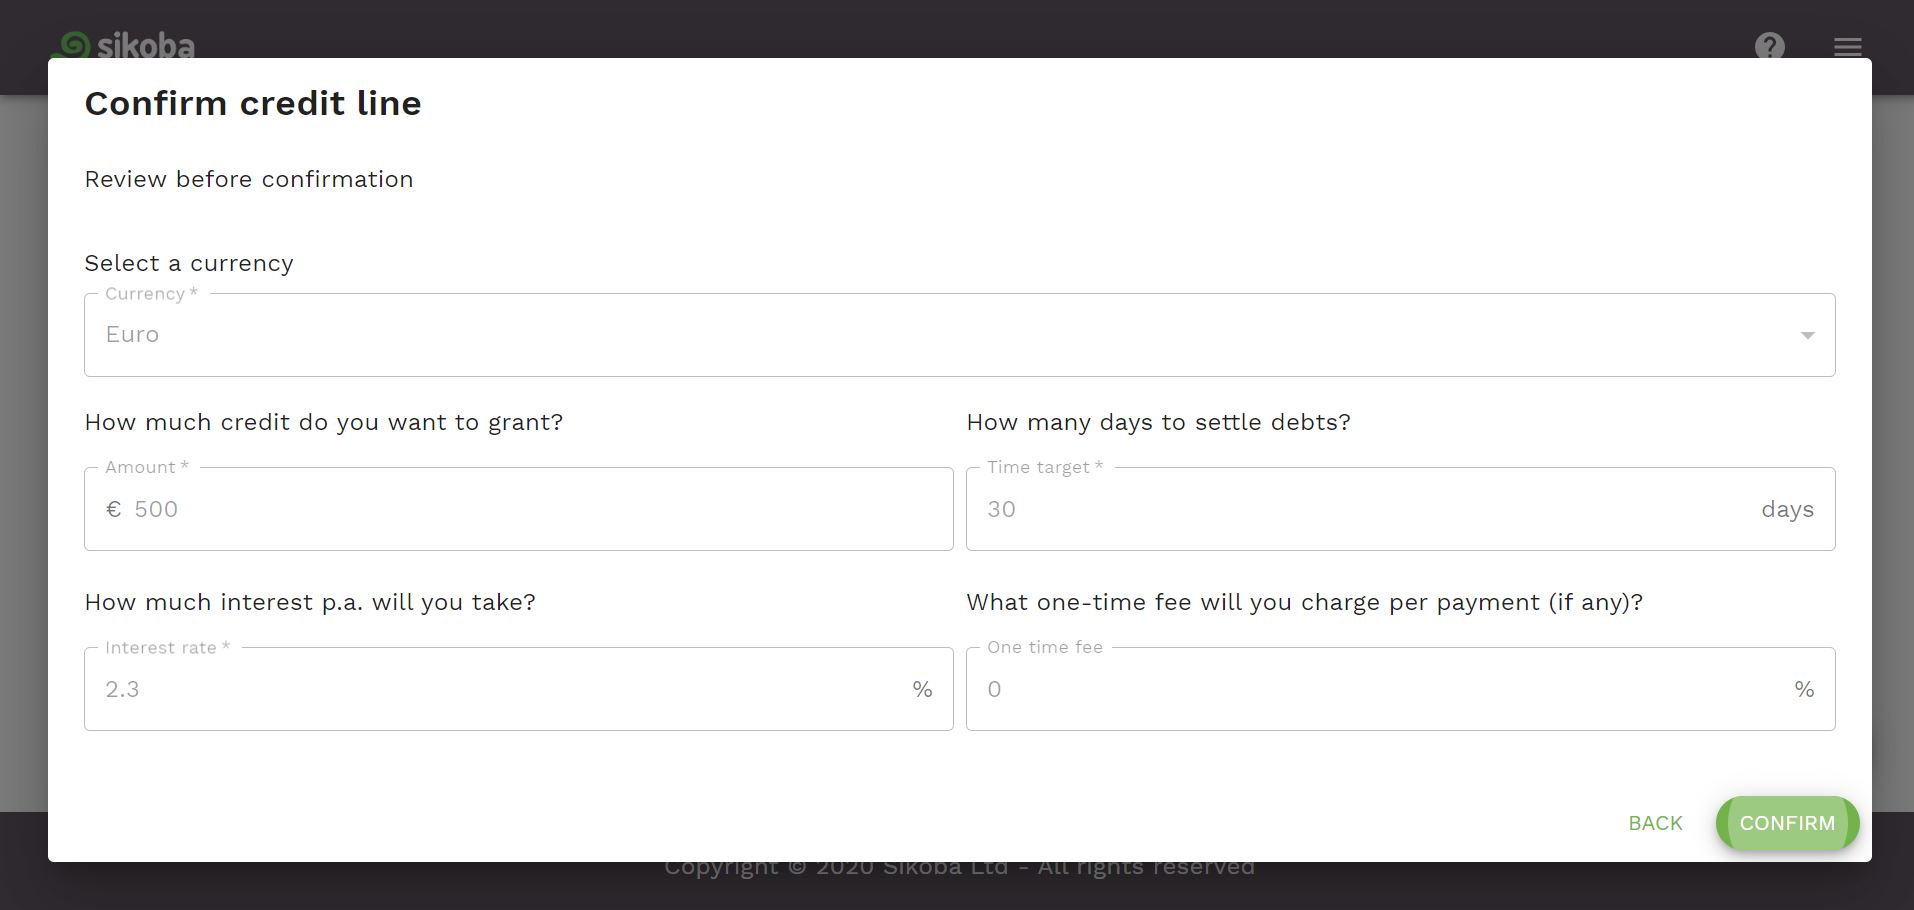 sikoba
?
Confirm credit line
Review before confirmation
Select a currency
Currency *
Euro
How much credit do you want to grant?
How many days to settle debts?
Amount *
Time target *
€ 500
30 days
How much interest p.a. will you take?
What one-time fee will you charge per payment (if any)?
Interest rate *
One time fee
2.3 %
0 %
BACK
CONFIRM
Copyright © 2020 Sikoba Ltd - All rights reserved